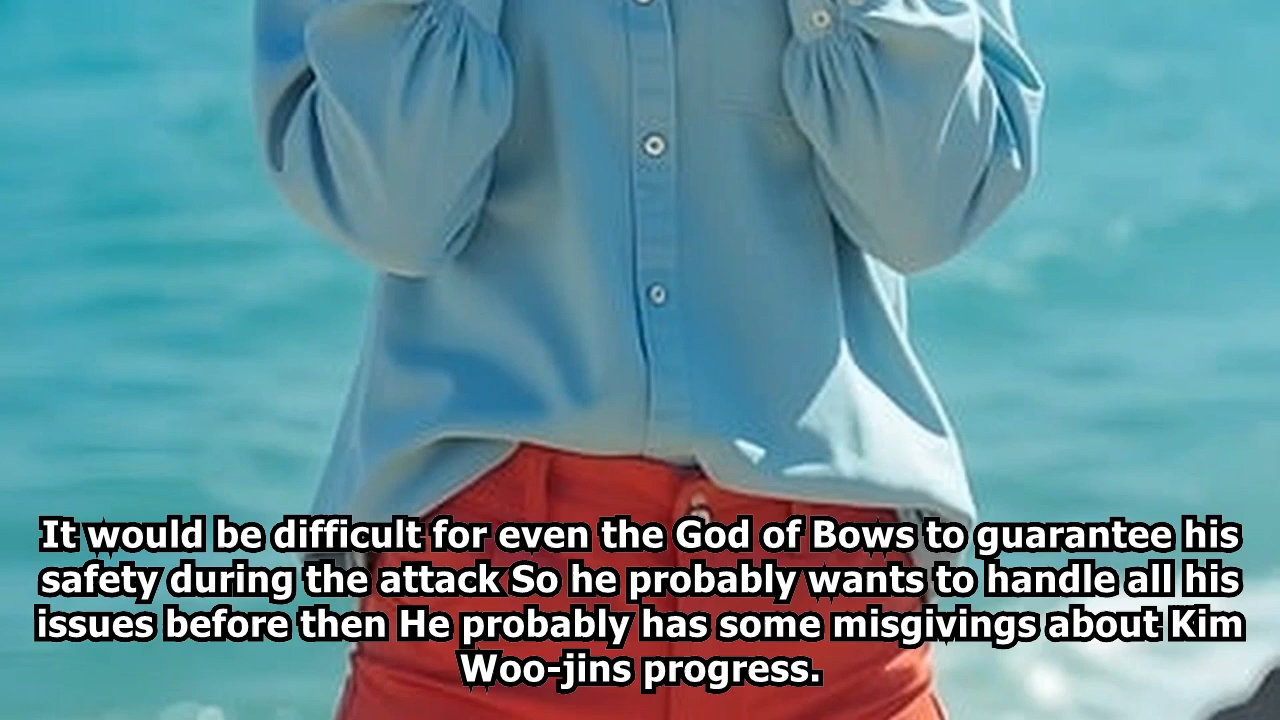 It would be difficult for even the God of Bows to guarantee his
safety during the attack So he probably wants to handle all his
issues before then He probably has some misgivings about Kim
Woo-jins progress.